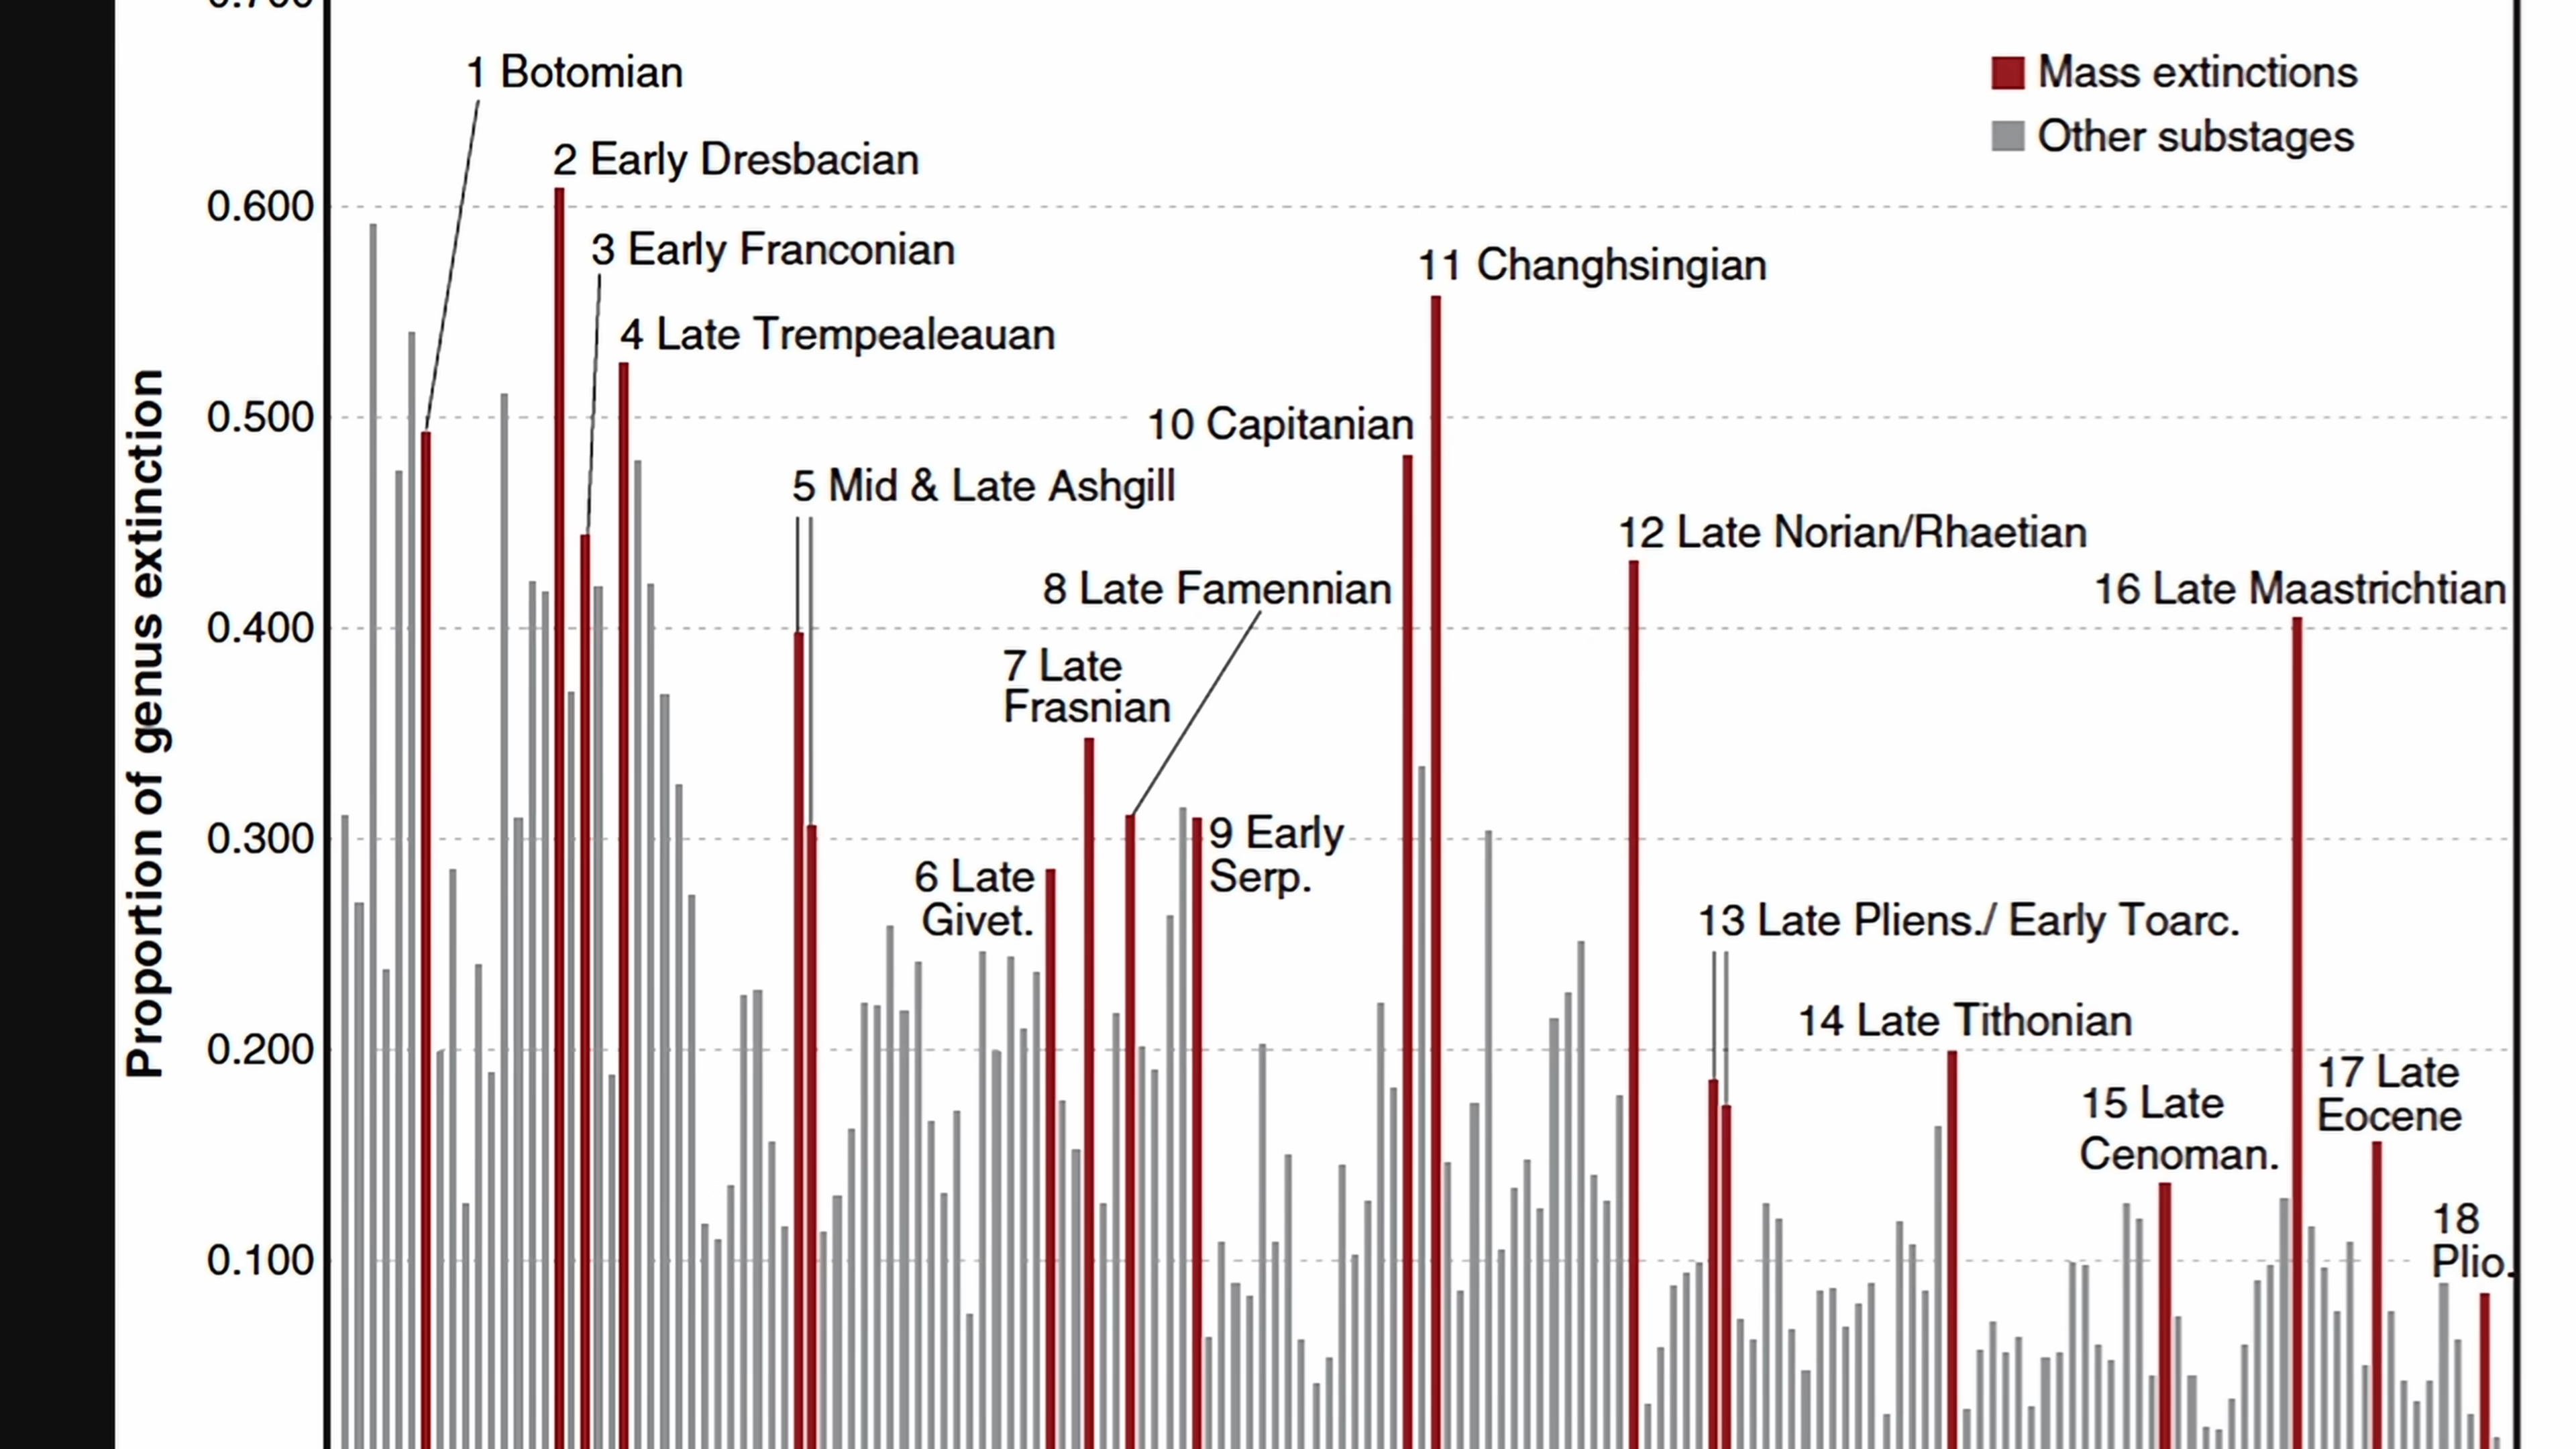 0.700
1 Botomian
Mass extinctions
Other substages
2 Early Dresbacian
0.600
3 Early Franconian
11 Changhsingian
4 Late Trempealeauan
0.500
10 Capitanian
5 Mid & Late Ashgill
12 Late Norian/Rhaetian
8 Late Famennian
16 Late Maastrichtian
0.400
7 Late
Frasnian
0.300
9 Early
Serp.
6 Late
Givet.
13 Late Pliens./ Early Toarc.
14 Late Tithonian
0.200
17 Late
Eocene
15 Late
Cenoman.
18
Plio.
0.100
Proportion of genus extinction